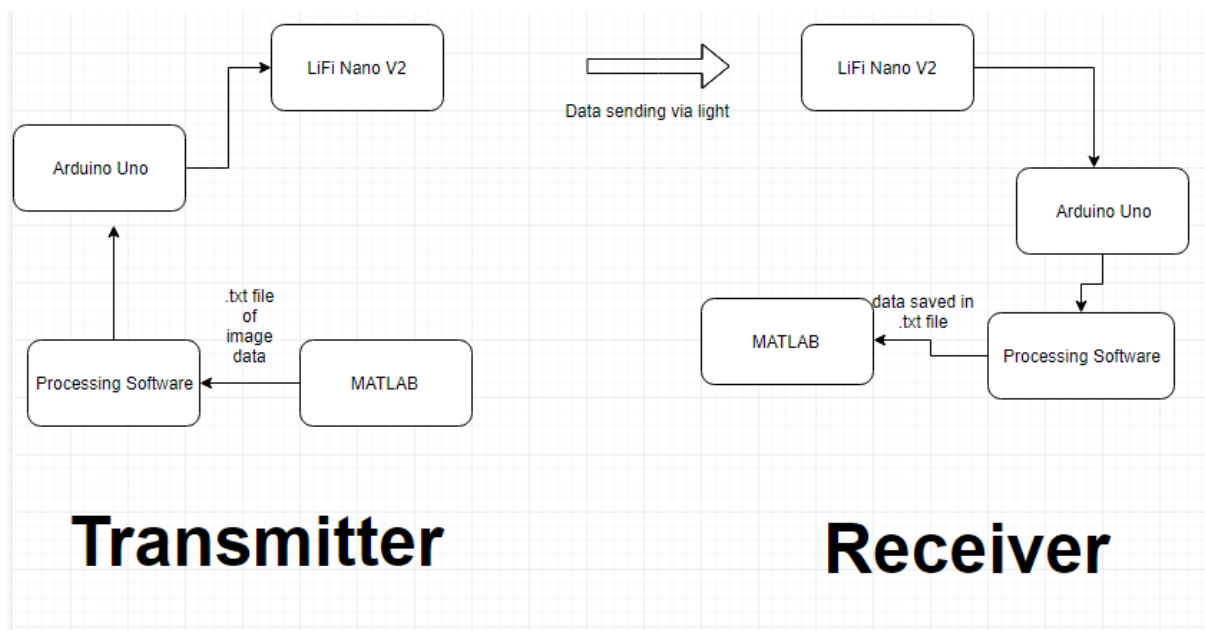 LiFi Nano V2
Data sending via light
LiFi Nano V2
Arduino Uno
Arduino Uno
.txt file
of
image
data
Processing Software
MATLAB
data saved in
.txt file
MATLAB
Processing Software
Transmitter
Receiver